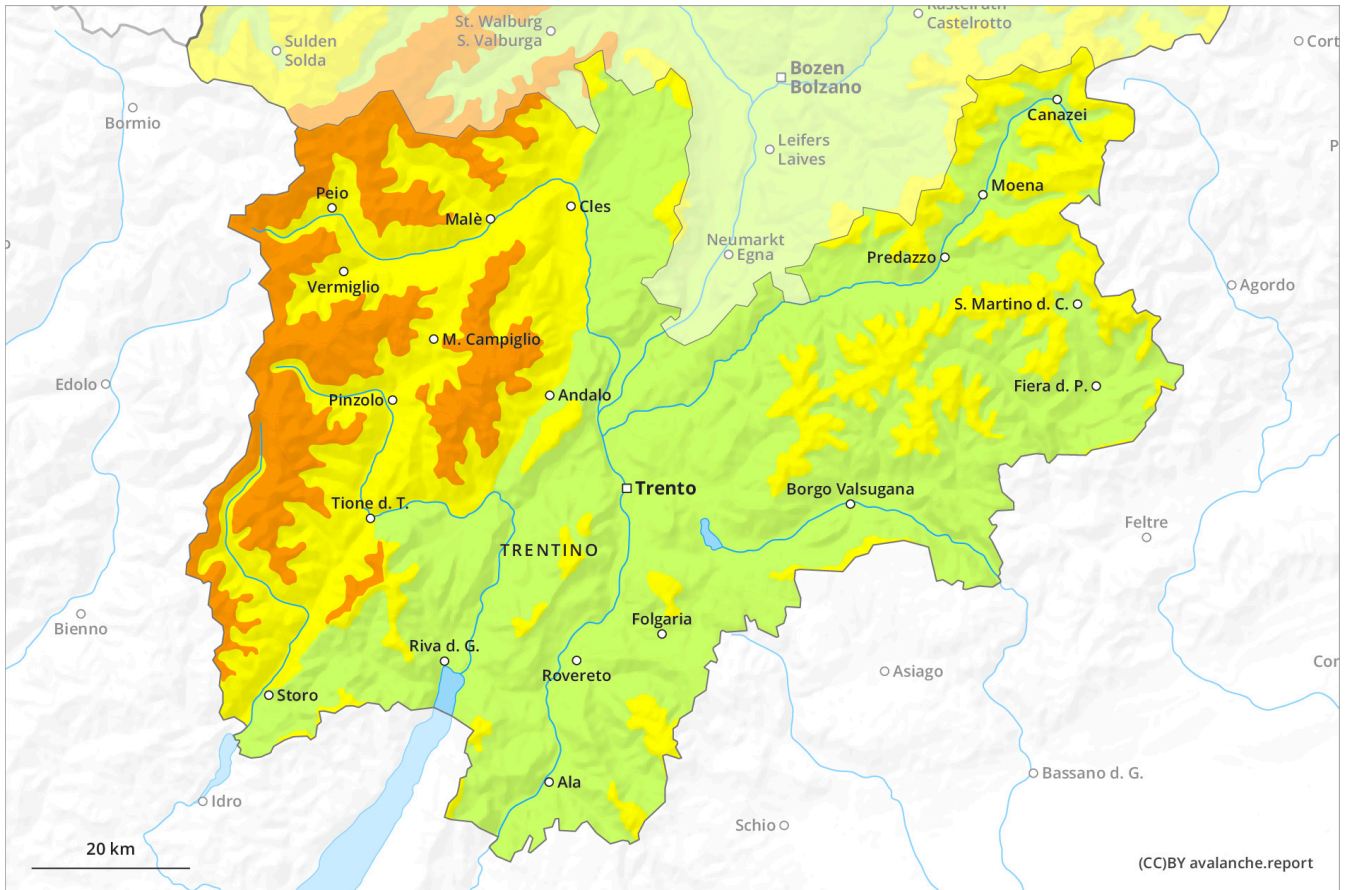 Kastelruth
Castelrotto
St. Walburg
S. Valburga
Sulden
Solda
Cort
Bozen
Bolzano
Bormio
Canazei
Leifers
Laives
P
Moena
Peio
Malè
Cles
Neumarkt
Egna
Predazzo
Vermiglio
Agordo
S. Martino d. C.
M. Campiglio
Edolo
Fiera d. P.
Andalo
Pinzolo
Trento
Borgo Valsugana
Tione d. T.
Feltre
TRENTINO
Bienno
Folgaria
Riva d. G.
Rovereto
Asiago
Cor
Storo
Bassano d. G.
Ala
Idro
Schio
20 km
(CC)BY avalanche.report